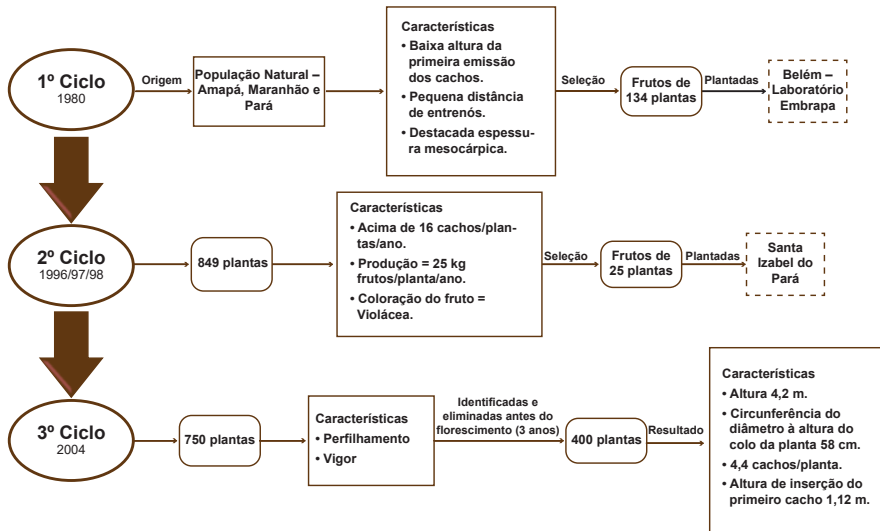 1º Ciclo
1980
Origem
População Natural –
Amapá, Maranhão e
Pará
Características
• Baixa altura da
primeira emissão
dos cachos.
• Pequena distância
de entrenós.
• Destacada espessu-
ra mesocárpica.
Seleção
Frutos de
134 plantas
Plantadas
Belém –
Laboratório
Embrapa
2º Ciclo
1996/97/98
849 plantas
Características
• Acima de 16 cachos/plan-
tas/ano.
• Produção = 25 kg
frutos/planta/ano.
• Coloração do fruto =
Violácea.
Seleção
Frutos de
25 plantas
Plantadas
Santa
Izabel do
Pará
3º Ciclo
2004
750 plantas
Características
• Perfilhamento
• Vigor
Identificadas e
eliminadas antes do
florescimento (3 anos)
400 plantas
Resultado
Características
• Altura 4,2 m.
• Circunferência do
diâmetro à altura do
colo da planta 58 cm.
• 4,4 cachos/planta.
• Altura de inserção do
primeiro cacho 1,12 m.